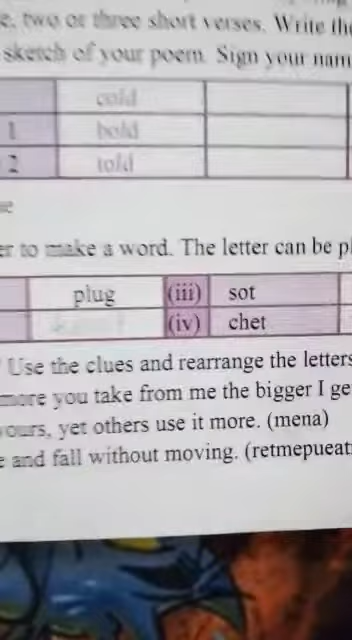 e, two or three short verses. Write the
sketch of your poem. Sign your nam
cold
1 bold
2 told
er to make a word. The letter can be pl
plug (iii) sot
(iv) chet
Use the clues and rearrange the letters
more you take from me the bigger I ge
yours, yet others use it more. (mena)
e and fall without moving. (retmepueat